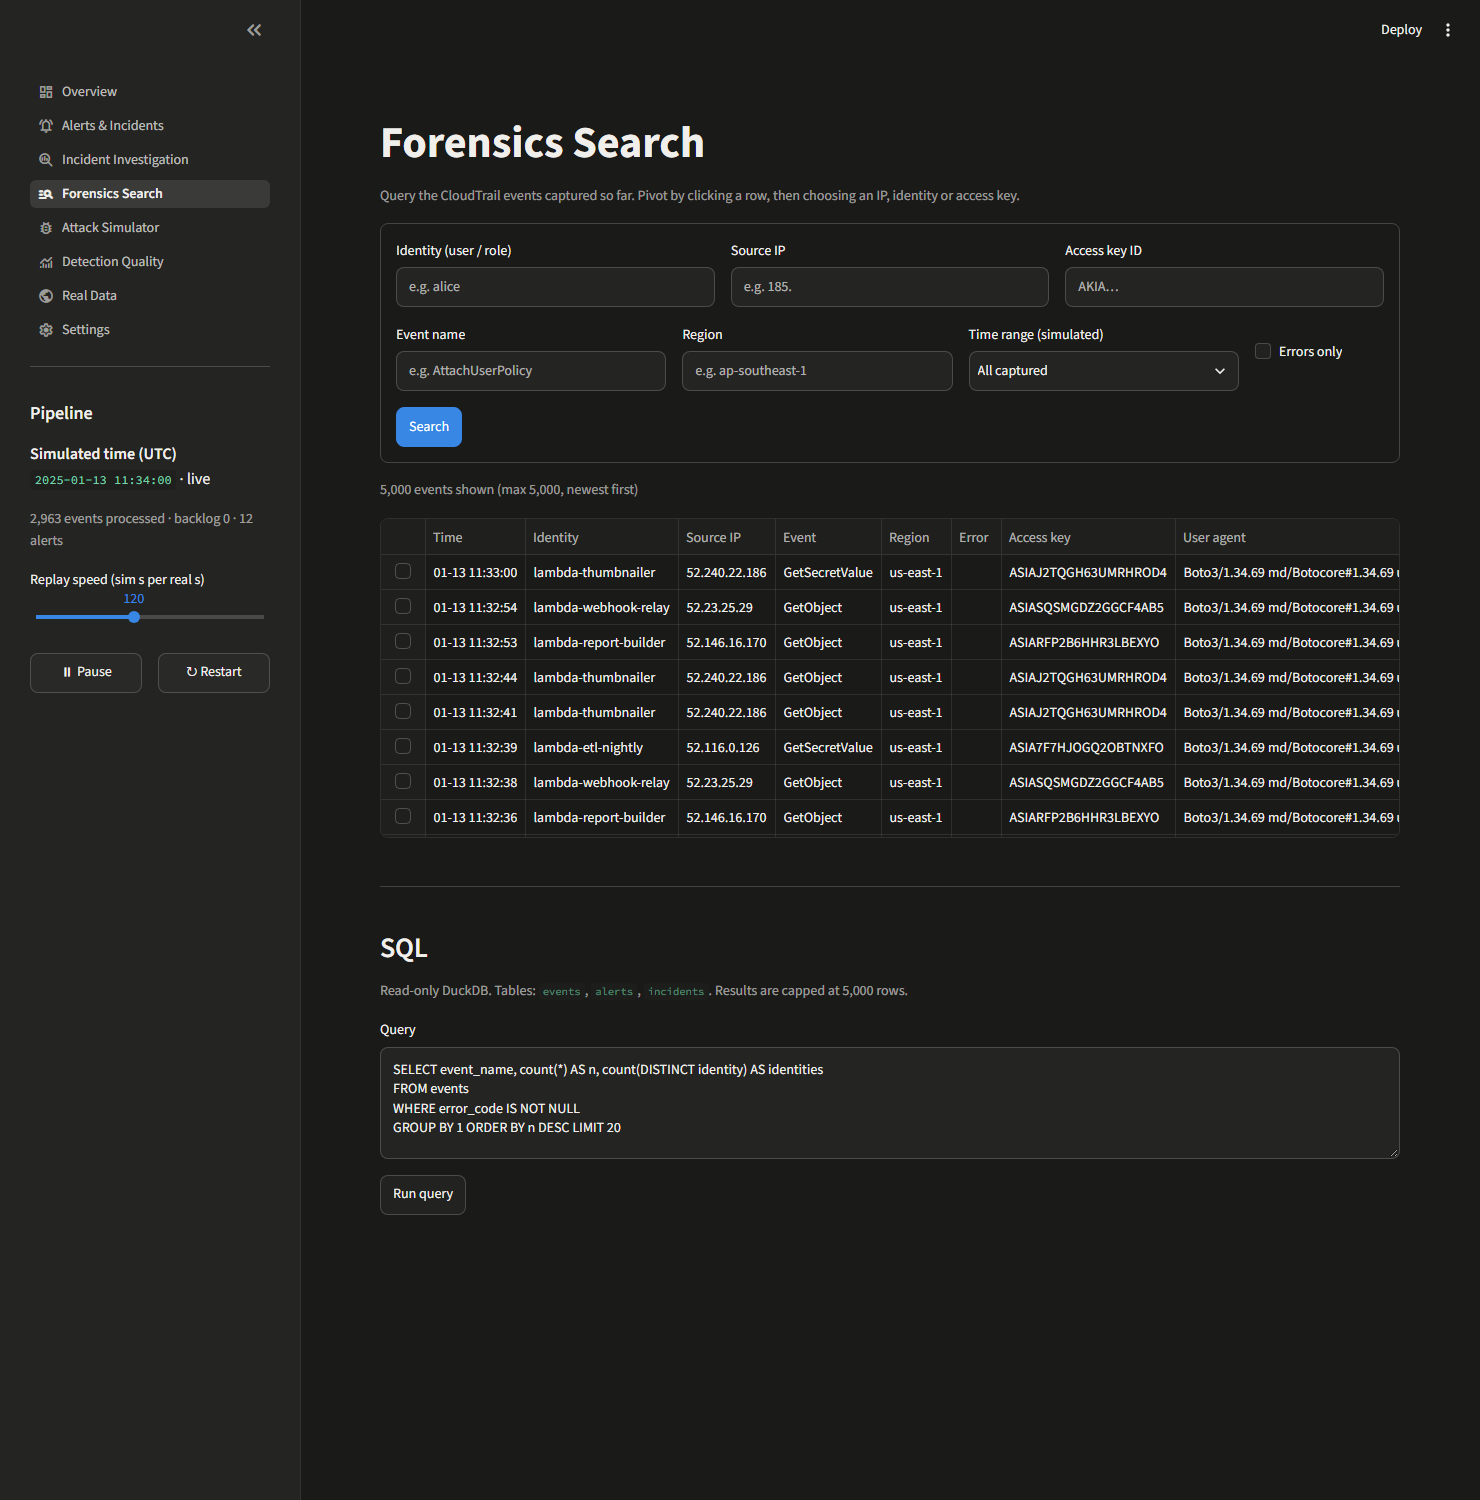 Deploy
Overview
Alerts & Incidents
Incident Investigation
Forensics Search
Attack Simulator
Detection Quality
Real Data
Settings
Pipeline
Simulated time (UTC)
2025-01-13 11:34:00 · live
2,963 events processed · backlog 0 · 12
alerts
Replay speed (sim s per real s)
120
Pause
↻ Restart
Forensics Search
Query the CloudTrail events captured so far. Pivot by clicking a row, then choosing an IP, identity or access key.
Identity (user / role) Source IP Access key ID
e.g. alice e.g. 185. AKIA…
Event name Region Time range (simulated)
e.g. AttachUserPolicy e.g. ap-southeast-1 All captured Errors only
Search
5,000 events shown (max 5,000, newest first)
Time Identity Source IP Event Region Error Access key User agent
01-13 11:33:00 lambda-thumbnailer 52.240.22.186 GetSecretValue us-east-1 ASIAJ2TQGH63UMRHROD4 Boto3/1.34.69 md/Botocore#1.34.69
01-13 11:32:54 lambda-webhook-relay 52.23.25.29 GetObject us-east-1 ASIASQSMGDZ2GGCF4AB5 Boto3/1.34.69 md/Botocore#1.34.69
01-13 11:32:53 lambda-report-builder 52.146.16.170 GetObject us-east-1 ASIARFP2B6HHR3LBEXYO Boto3/1.34.69 md/Botocore#1.34.69
01-13 11:32:44 lambda-thumbnailer 52.240.22.186 GetObject us-east-1 ASIAJ2TQGH63UMRHROD4 Boto3/1.34.69 md/Botocore#1.34.69
01-13 11:32:41 lambda-thumbnailer 52.240.22.186 GetObject us-east-1 ASIAJ2TQGH63UMRHROD4 Boto3/1.34.69 md/Botocore#1.34.69
01-13 11:32:39 lambda-etl-nightly 52.116.0.126 GetSecretValue us-east-1 ASIA7F7HJOGQ2OBTNXFO Boto3/1.34.69 md/Botocore#1.34.69
01-13 11:32:38 lambda-webhook-relay 52.23.25.29 GetObject us-east-1 ASIASQSMGDZ2GGCF4AB5 Boto3/1.34.69 md/Botocore#1.34.69
01-13 11:32:36 lambda-report-builder 52.146.16.170 GetObject us-east-1 ASIARFP2B6HHR3LBEXYO Boto3/1.34.69 md/Botocore#1.34.69
SQL
Read-only DuckDB. Tables: events , alerts , incidents . Results are capped at 5,000 rows.
Query
SELECT event_name, count(*) AS n, count(DISTINCT identity) AS identities
FROM events
WHERE error_code IS NOT NULL
GROUP BY 1 ORDER BY n DESC LIMIT 20
Run query